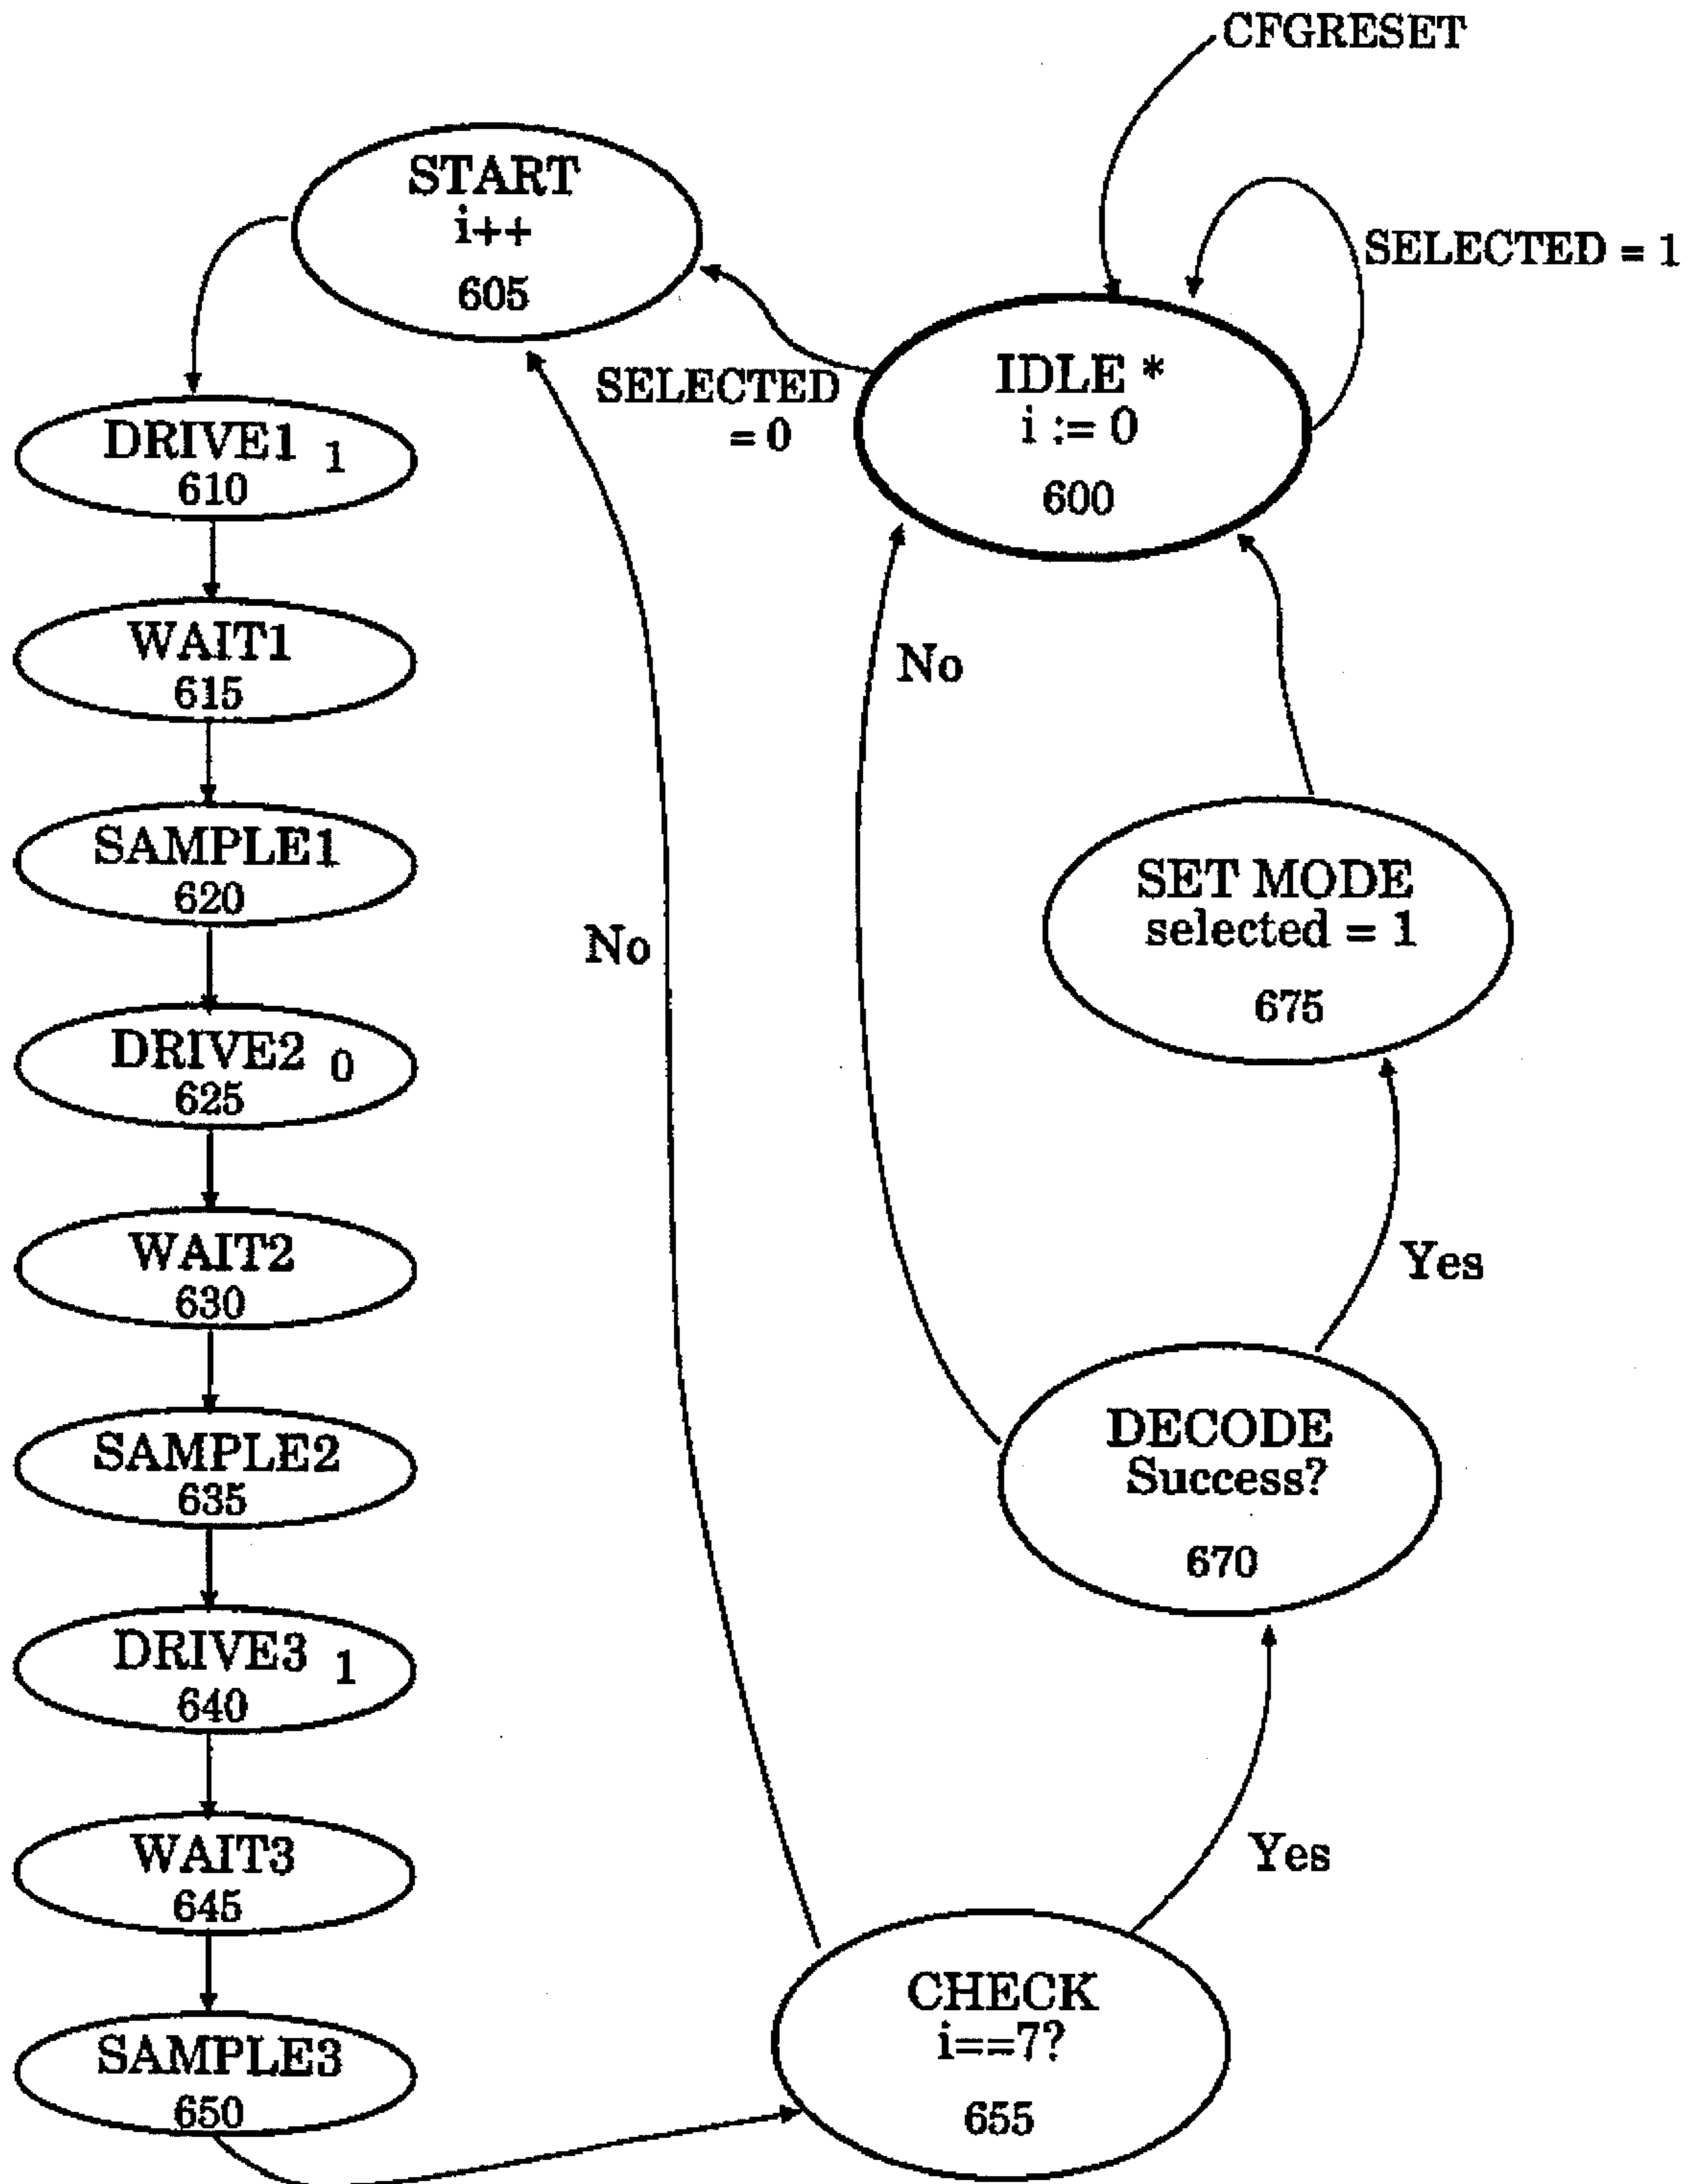 CFGRESET
START
i++
605
SELECTED = 1
IDLE *
i := 0
600
SELECTED
= 0
DRIVE1 1
610
WAIT1
615
SAMPLE1
620
DRIVE2 0
625
WAIT2
630
SAMPLE2
635
DRIVE3 1
640
WAIT3
645
SAMPLE3
650
No
No
SET MODE
selected = 1
675
Yes
DECODE
Success?
670
Yes
CHECK
i==7?
655